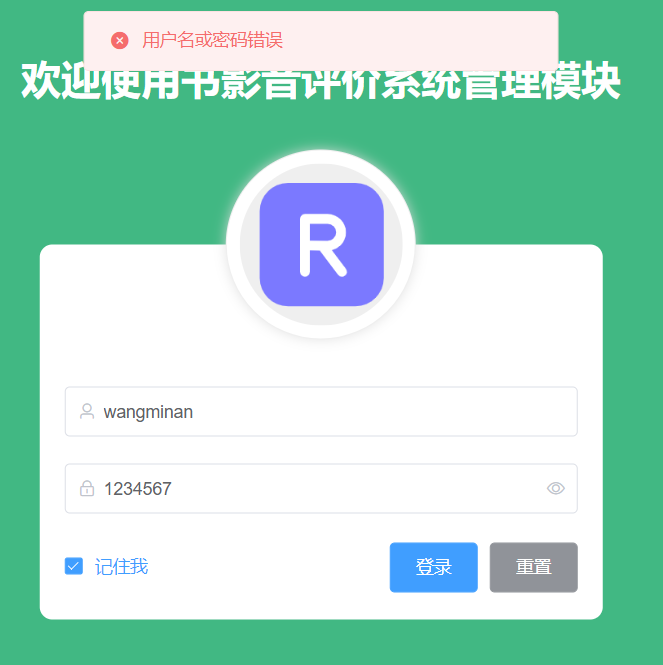 用户名或密码错误
欢迎使用书影音评价系统管理模块
R
wangminan
1234567
记住我
登录
重置